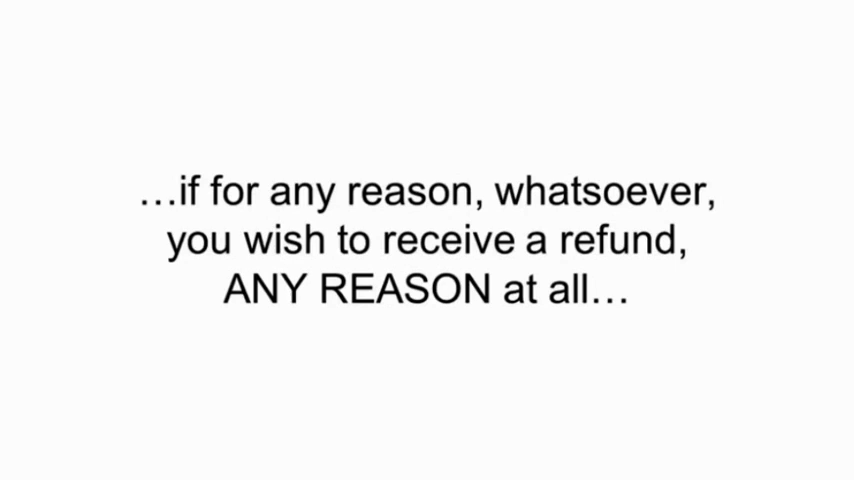 …if for any reason, whatsoever,
you wish to receive a refund,
ANY REASON at all…